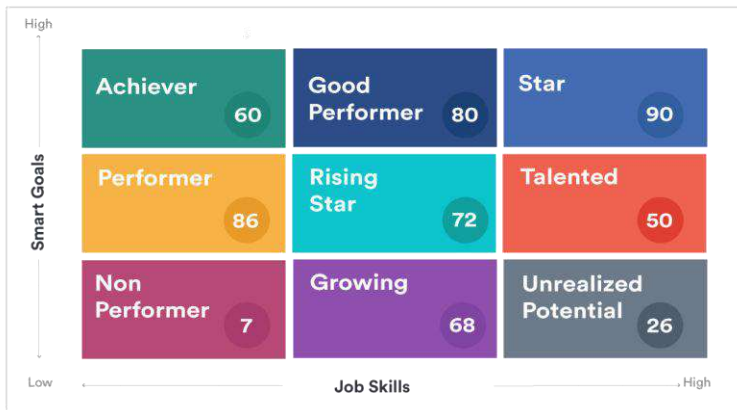 High
Smart Goals
Achiever
60
Good
Performer
80
Star
90
Performer
86
Rising
Star
72
Talented
50
Non
Performer
7
Growing
68
Unrealized
Potential
26
Low
Job Skills
High